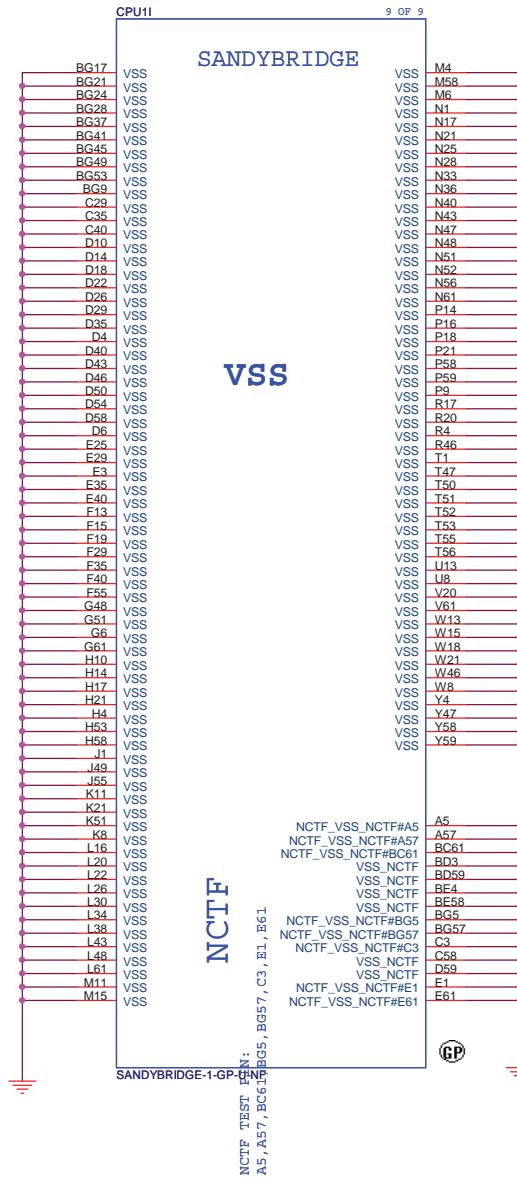 CPU1I
9 OF 9
SANDYBRIDGE
BG17 VSS VSS M4
BG21 VSS VSS M58
BG24 VSS VSS M6
BG28 VSS VSS N1
BG37 VSS VSS N17
BG41 VSS VSS N21
BG45 VSS VSS N25
BG49 VSS VSS N28
BG53 VSS VSS N33
BG9 VSS VSS N36
C29 VSS VSS N40
C35 VSS VSS N43
C40 VSS VSS N47
D10 VSS VSS N48
D14 VSS VSS N51
D18 VSS VSS N52
D22 VSS VSS N56
D26 VSS VSS N61
D29 VSS VSS P14
D35 VSS VSS P16
D4 VSS VSS P18
D40 VSS VSS P21
D43 VSS VSS P58
VSS
D46 VSS VSS P59
D50 VSS VSS P9
D54 VSS VSS R17
D58 VSS VSS R20
D6 VSS VSS R4
E25 VSS VSS R46
E29 VSS VSS T1
E3 VSS VSS T47
E35 VSS VSS T50
E40 VSS VSS T51
F13 VSS VSS T52
F15 VSS VSS T53
F19 VSS VSS T55
F29 VSS VSS T56
F35 VSS VSS U13
F40 VSS VSS U8
F55 VSS VSS V20
G48 VSS VSS V61
G51 VSS VSS W13
G6 VSS VSS W15
G61 VSS VSS W18
H10 VSS VSS W21
H14 VSS VSS W46
H17 VSS VSS W8
H21 VSS VSS Y4
H4 VSS VSS Y47
H53 VSS VSS Y58
H58 VSS VSS Y59
J1 VSS
J49 VSS
J55 VSS
K11 VSS
K21 VSS
K51 VSS NCTF_VSS_NCTF#A5 A5
K8 VSS NCTF_VSS_NCTF#A57 A57
L16 VSS NCTF_VSS_NCTF#BC61 BC61
L20 VSS VSS_NCTF BD3
L22 VSS VSS_NCTF BD59
L26 VSS VSS_NCTF BE4
L30 VSS VSS_NCTF BE58
L34 VSS NCTF_VSS_NCTF#BG5 BG5
L38 VSS NCTF_VSS_NCTF#BG57 BG57
L43 VSS NCTF_VSS_NCTF#C3 C3
L48 VSS VSS_NCTF C58
L61 VSS VSS_NCTF D59
M11 VSS NCTF_VSS_NCTF#E1 E1
M15 VSS NCTF_VSS_NCTF#E61 E61
NCTF
GP
SANDYBRIDGE-1-GP-U-NF
NCTF TEST PIN:
A5,A57,BC61,BG5,BG57,C3,E1,E61